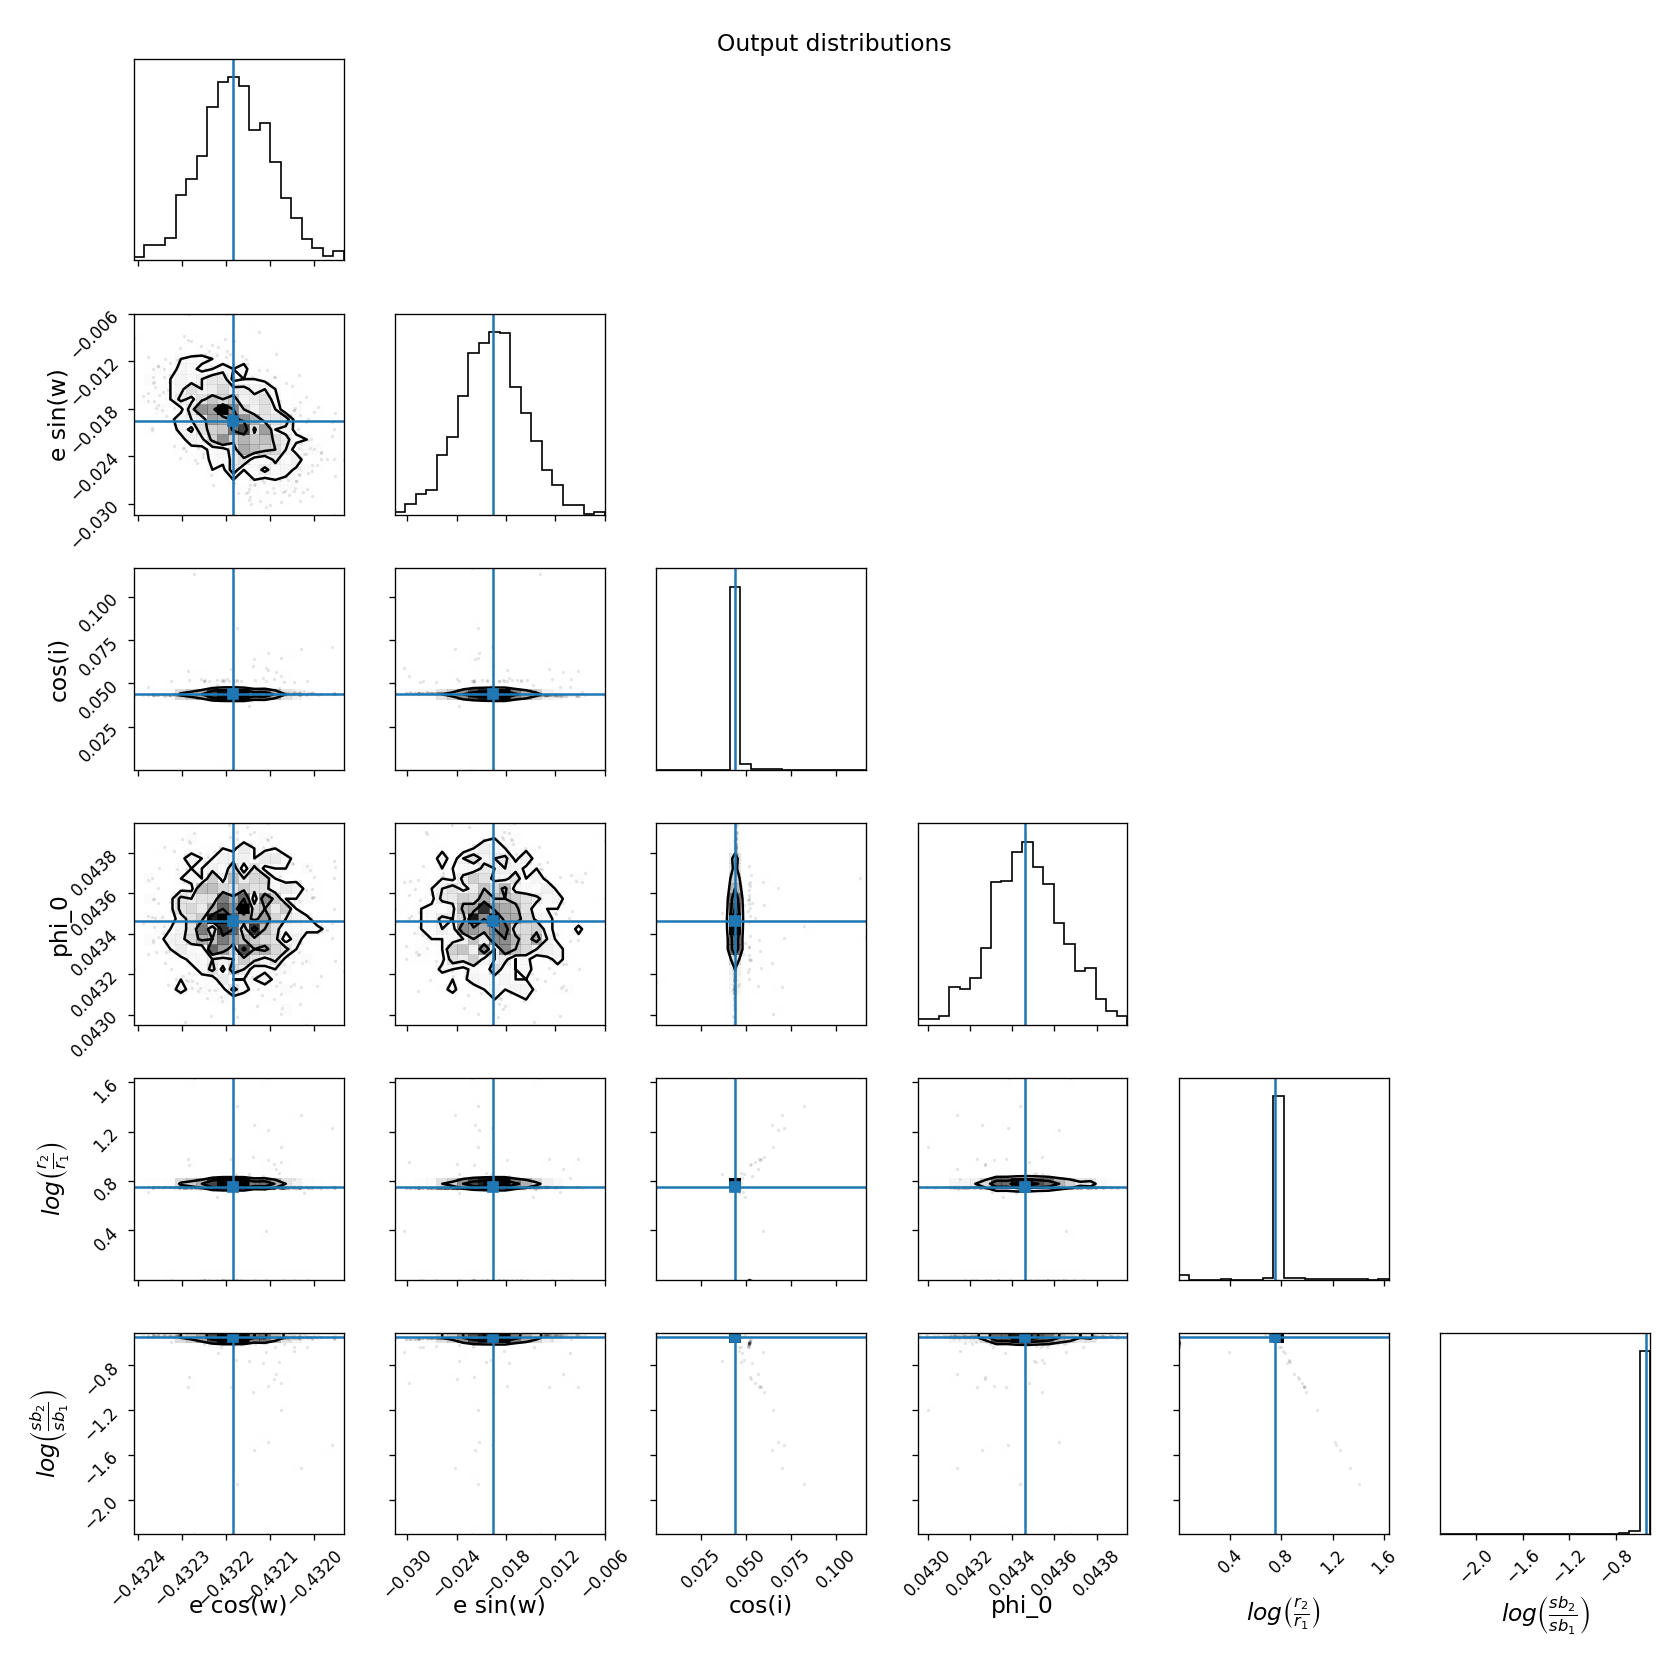 Output distributions
−0.006
−0.012
−0.018
−0.024
−0.030
e sin(w)
0.100
0.075
0.050
0.025
cos(i)
0.0438
0.0436
0.0434
0.0432
0.0430
phi_0
1.6
1.2
0.8
0.4
log(r₂/r₁)
−0.8
−1.2
−1.6
−2.0
log(sb₂/sb₁)
−0.4324 −0.4323 −0.4322 −0.4321 −0.4320
e cos(w)
−0.030 −0.024 −0.018 −0.012 −0.006
e sin(w)
0.025 0.050 0.075 0.100
cos(i)
0.0430 0.0432 0.0434 0.0436 0.0438
phi_0
0.4 0.8 1.2 1.6
log(r₂/r₁)
−2.0 −1.6 −1.2 −0.8
log(sb₂/sb₁)